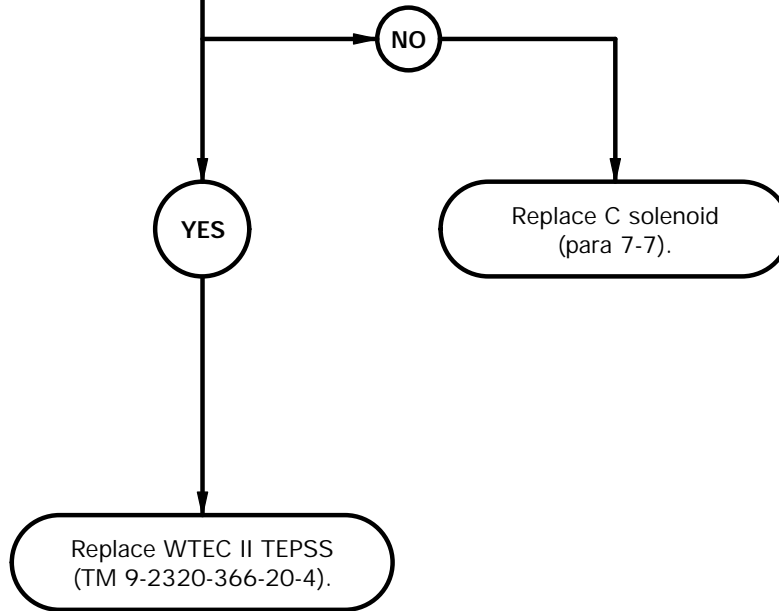 NO
YES
Replace C solenoid
(para 7-7).
Replace WTEC II TEPSS
(TM 9-2320-366-20-4).